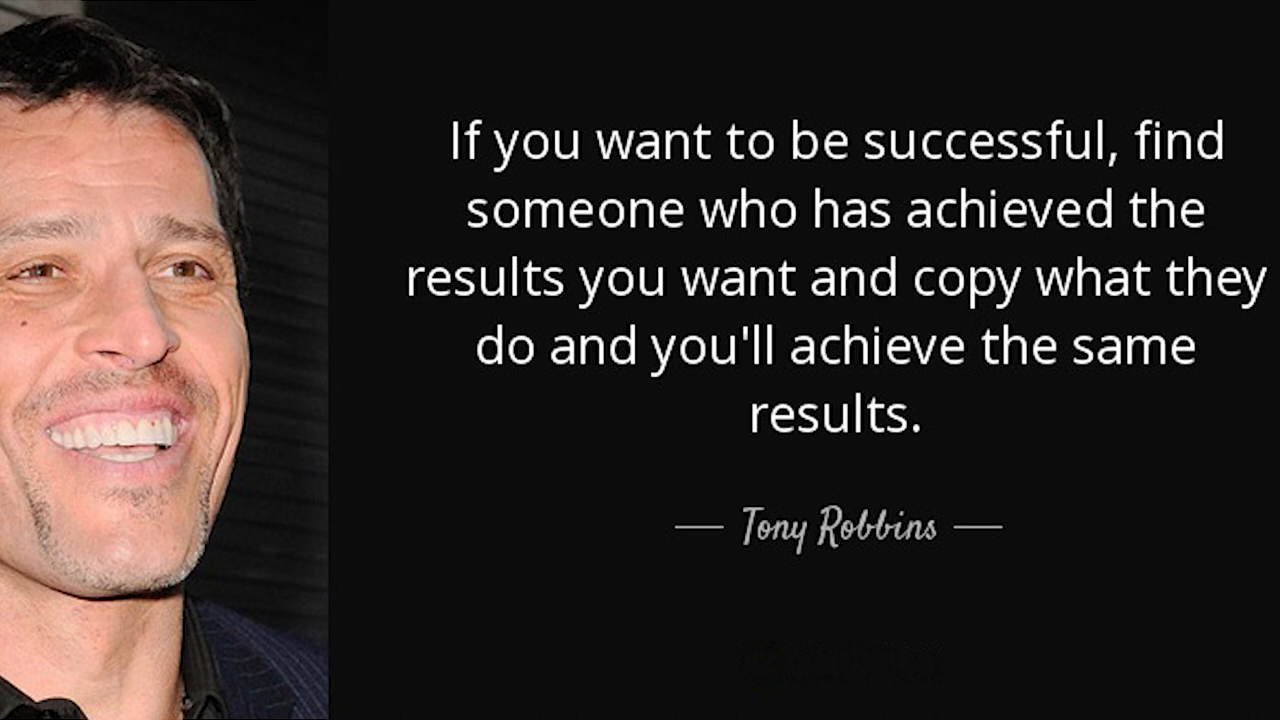 If you want to be successful, find
someone who has achieved the
results you want and copy what they
do and you'll achieve the same
results.
Tony Robbins